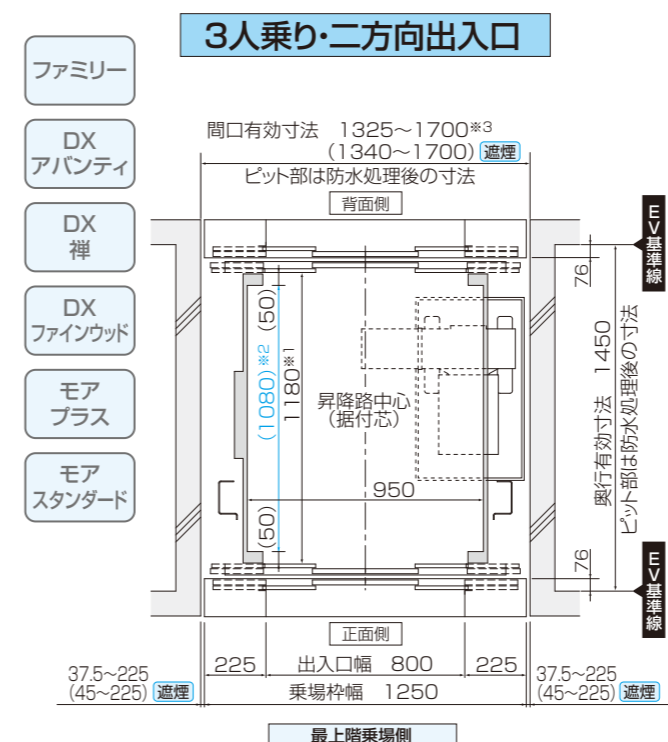 3人乗り・二方向出入口
ファミリー
DX
アバンティ
DX
禅
DX
ファインウッド
モア
プラス
モア
スタンダード
間口有効寸法 1325～1700※3
(1340～1700) 遮煙
ピット部は防水処理後の寸法
背面側
EV基準線
76
(50)
(1080)※2
1180※1
(50)
昇降路中心
(据付芯)
950
奥行有効寸法 1450
ピット部は防水処理後の寸法
76
EV基準線
正面側
225
出入口幅 800
225
乗場枠幅 1250
37.5～225
(45～225) 遮煙
37.5～225
(45～225) 遮煙
最上階乗場側